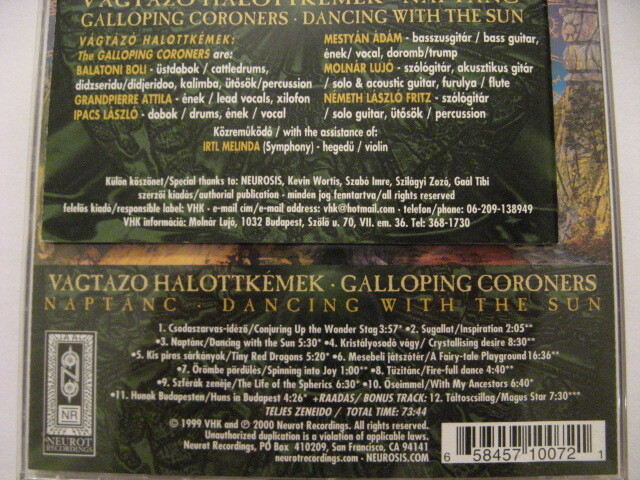 VÁGTÁZÓ HALOTTKÉMEK · NAPTÁNC
GALLOPING CORONERS · DANCING WITH THE SUN
VÁGTÁZÓ HALOTTKÉMEK:
The GALLOPING CORONERS are:
BALATONI BOLI - üstdobok / cattledrums,
didzseridu/didjeridoo, kalimba, ütősök/percussion
GRANDPIERRE ATTILA - ének / lead vocals, xilofon
IPACS LÁSZLÓ - dobok / drums, ének / vocal
MESTYÁN ÁDÁM - basszusgitár / bass guitar,
ének/ vocal, doromb/trump
MOLNÁR LUJÓ - szólógitár, akusztikus gitár
/ solo & acoustic guitar, furulya / flute
NÉMETH LÁSZLÓ FRITZ - szólógitár
/ solo guitar, ütősök / percussion
Közreműködő / with the assistance of:
IRTL MELINDA (Symphony) - hegedű / violin
Külön köszönet/Special thanks to: NEUROSIS, Kevin Wortis, Szabó Imre, Szilágyi Zozó, Gaál Tibi
szerzői kiadás/authorial publication - minden jog fenntartva/all rights reserved
felelős kiadó/responsible label: VHK - e-mail cím/e-mail address: vhk@hotmail.com - telefon/phone: 06-209-138949
VHK információ: Molnár Lujó, 1032 Budapest, Szőlő u. 70, VII. em. 36. Tel: 368-1730
VÁGTÁZÓ HALOTTKÉMEK · GALLOPING CORONERS
NAPTÁNC · DANCING WITH THE SUN
1. Csodaszarvas-idéző/Conjuring Up the Wonder Stag 3:57* • 2. Sugallat/Inspiration 2:05**
• 3. Naptánc/Dancing with the Sun 5:30* • 4. Kristályosodó vágy/ Crystallising desire 8:30*
• 5. Kis piros sárkányok/Tiny Red Dragons 5:20* • 6. Mesebeli játszótér/A Fairy-tale Playground 16:36**
• 7. Örömbe pördülés/Spinning into Joy 1:00** • 8. Tűzitánc/Fire-full dance 4:40*
• 9. Szférák zenéje/The Life of the Spherics 6:30* • 10. Őseimmel/With My Ancestors 6:40*
• 11. Hunok Budapesten/Huns in Budapest 4:26* +RÁADÁS/ BONUS TRACK: 12. Táltoscsillag/Magus Star 7:30***
TELJES ZENEIDŐ / TOTAL TIME: 73:44
NR
NEUROT
RECORDINGS
© 1999 VHK and ℗ 2000 Neurot Recordings. All rights reserved.
Unauthorized duplication is a violation of applicable laws.
Neurot Recordings, PO Box 410209, San Francisco, CA 94141
neurotrecordings.com - NEUROSIS.com
6 58457 10072 1